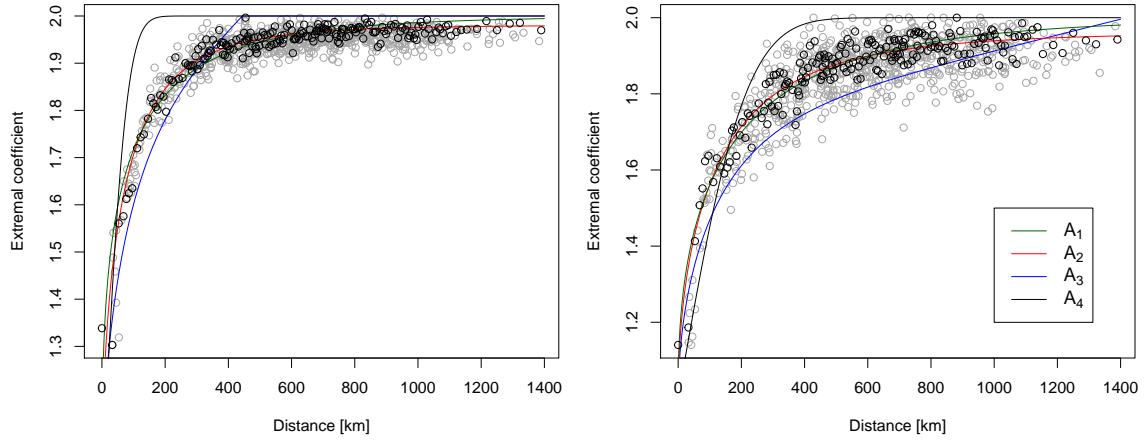 1.3 1.4 1.5 1.6 1.7 1.8 1.9 2.0
Extremal coefficient
0 200 400 600 800 1000 1200 1400
Distance [km]
1.2 1.4 1.6 1.8 2.0
Extremal coefficient
0 200 400 600 800 1000 1200 1400
Distance [km]
A1
A2
A3
A4